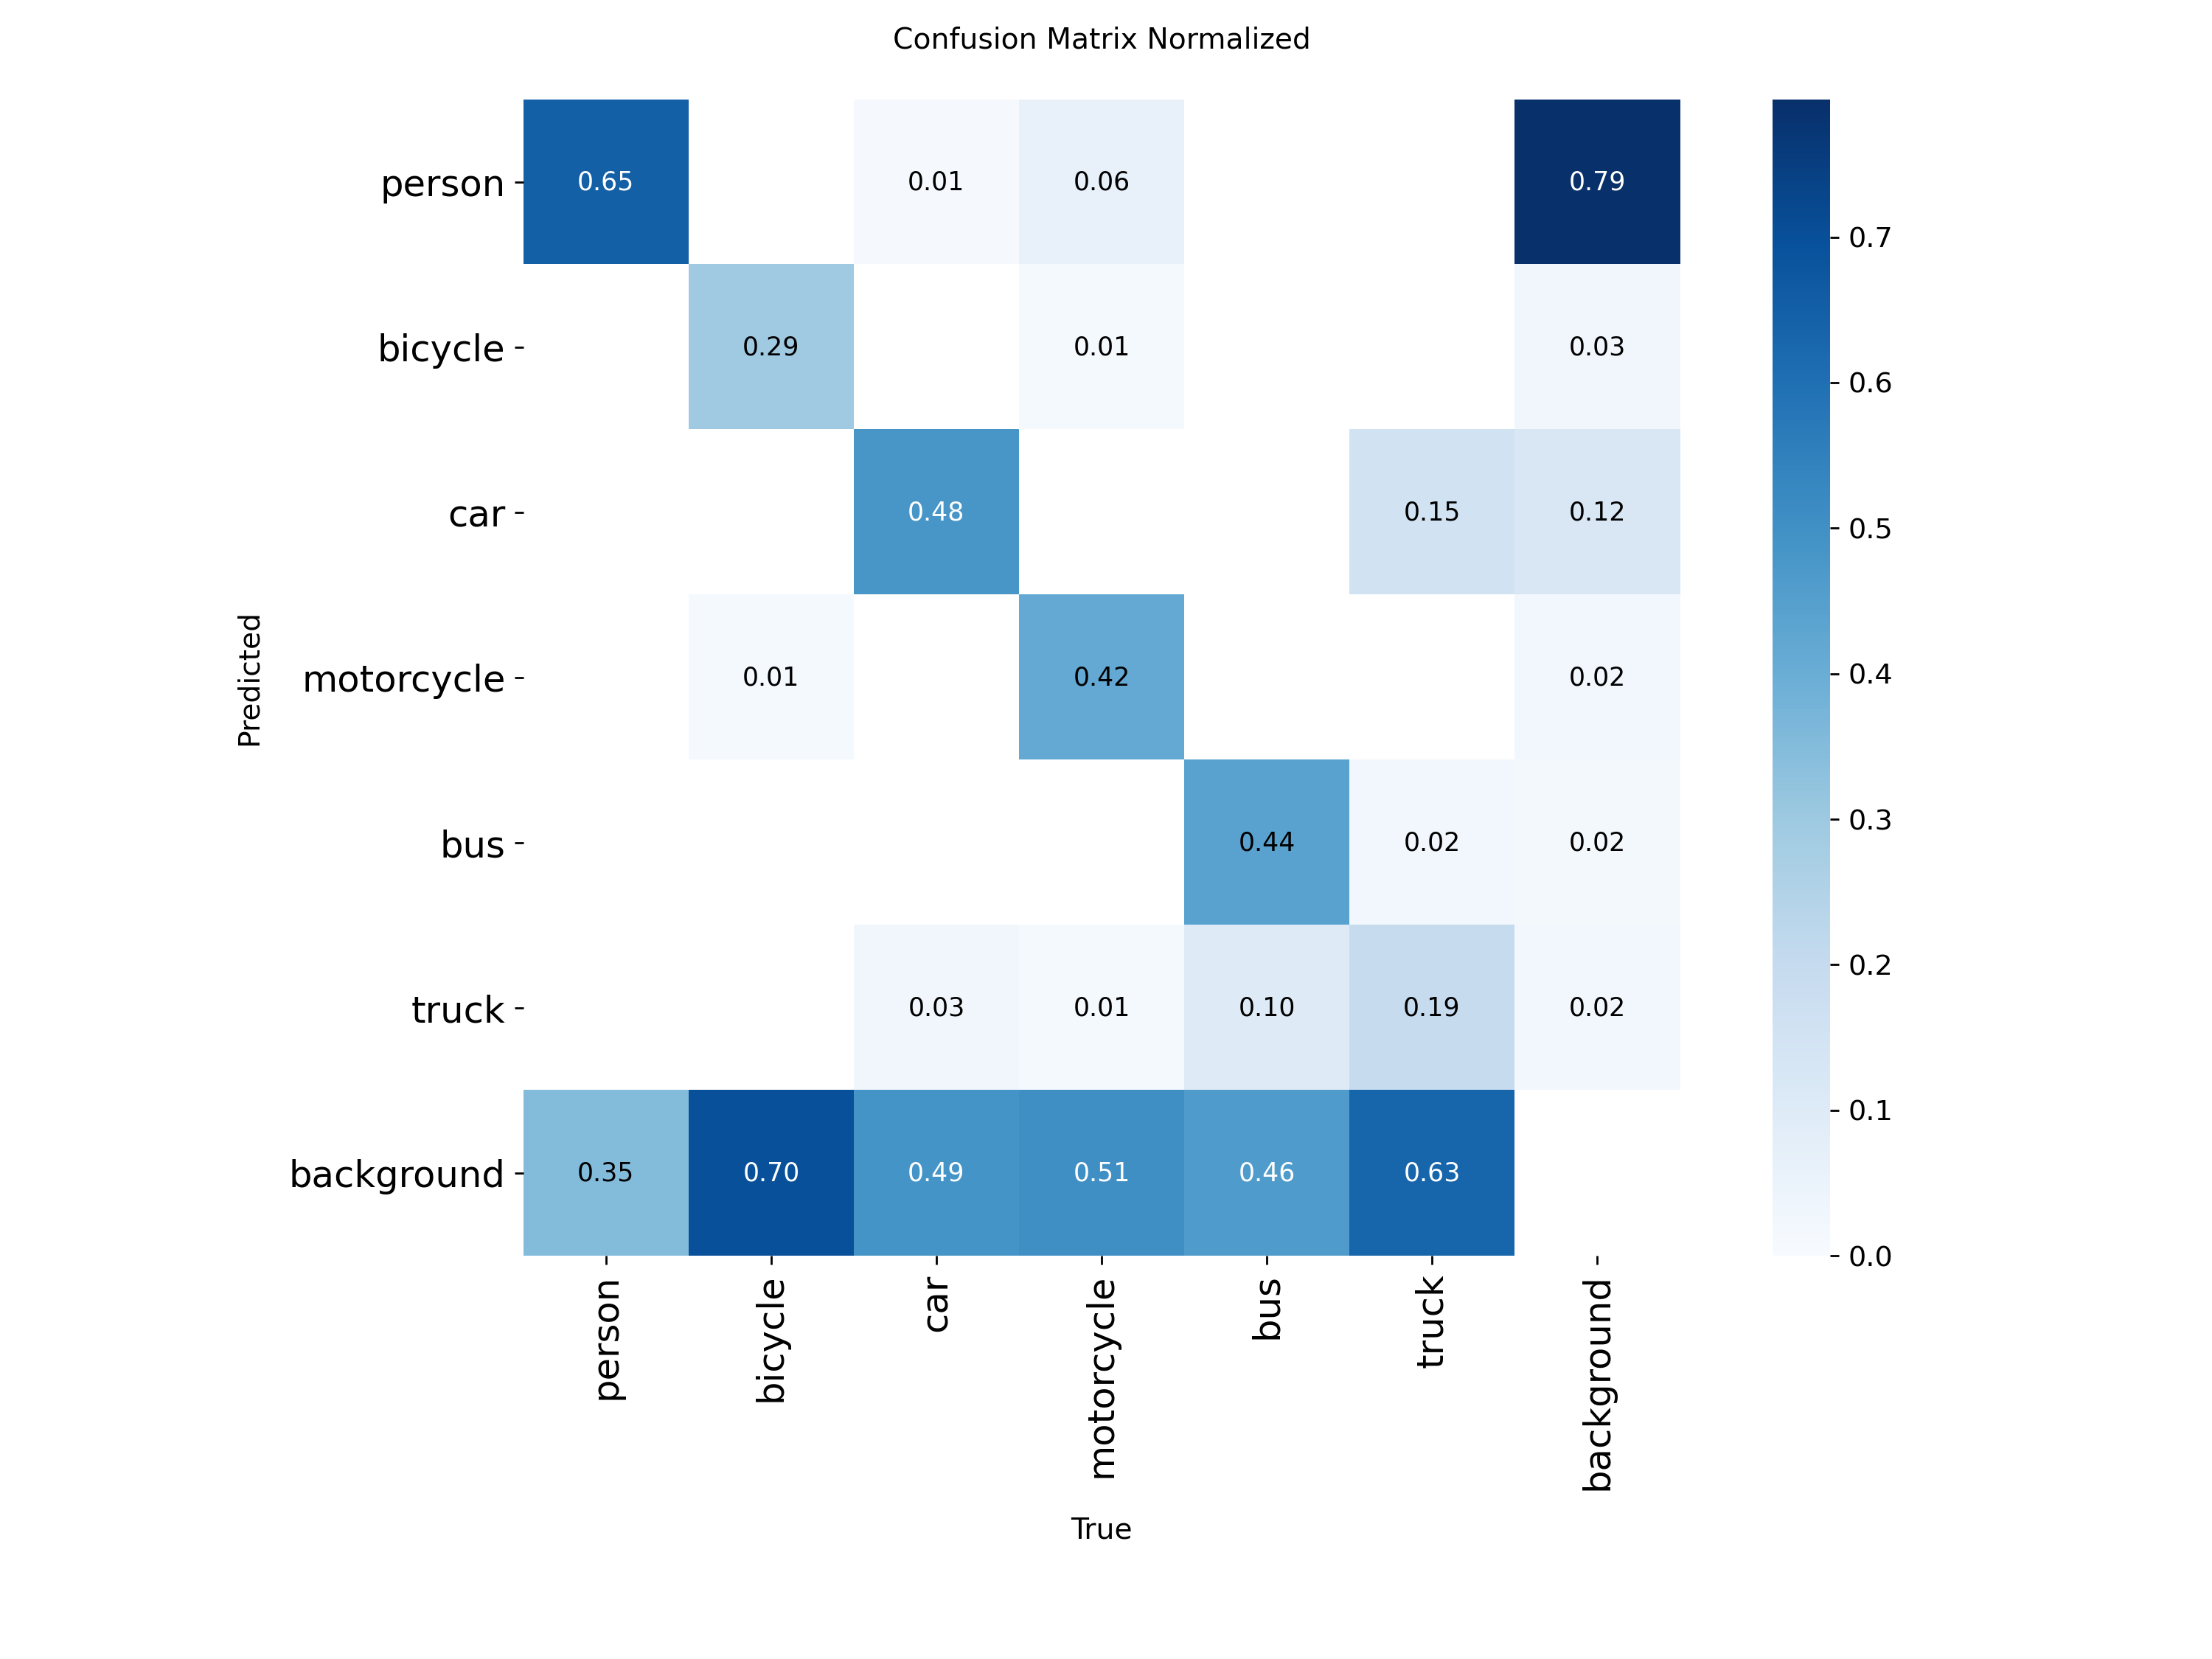 Confusion Matrix Normalized
person 0.65 0.01 0.06 0.79
bicycle 0.29 0.01 0.03
car 0.48 0.15 0.12
motorcycle 0.01 0.42 0.02
bus 0.44 0.02 0.02
truck 0.03 0.01 0.10 0.19 0.02
background 0.35 0.70 0.49 0.51 0.46 0.63
Predicted
person bicycle car motorcycle bus truck background
True
0.7
0.6
0.5
0.4
0.3
0.2
0.1
0.0